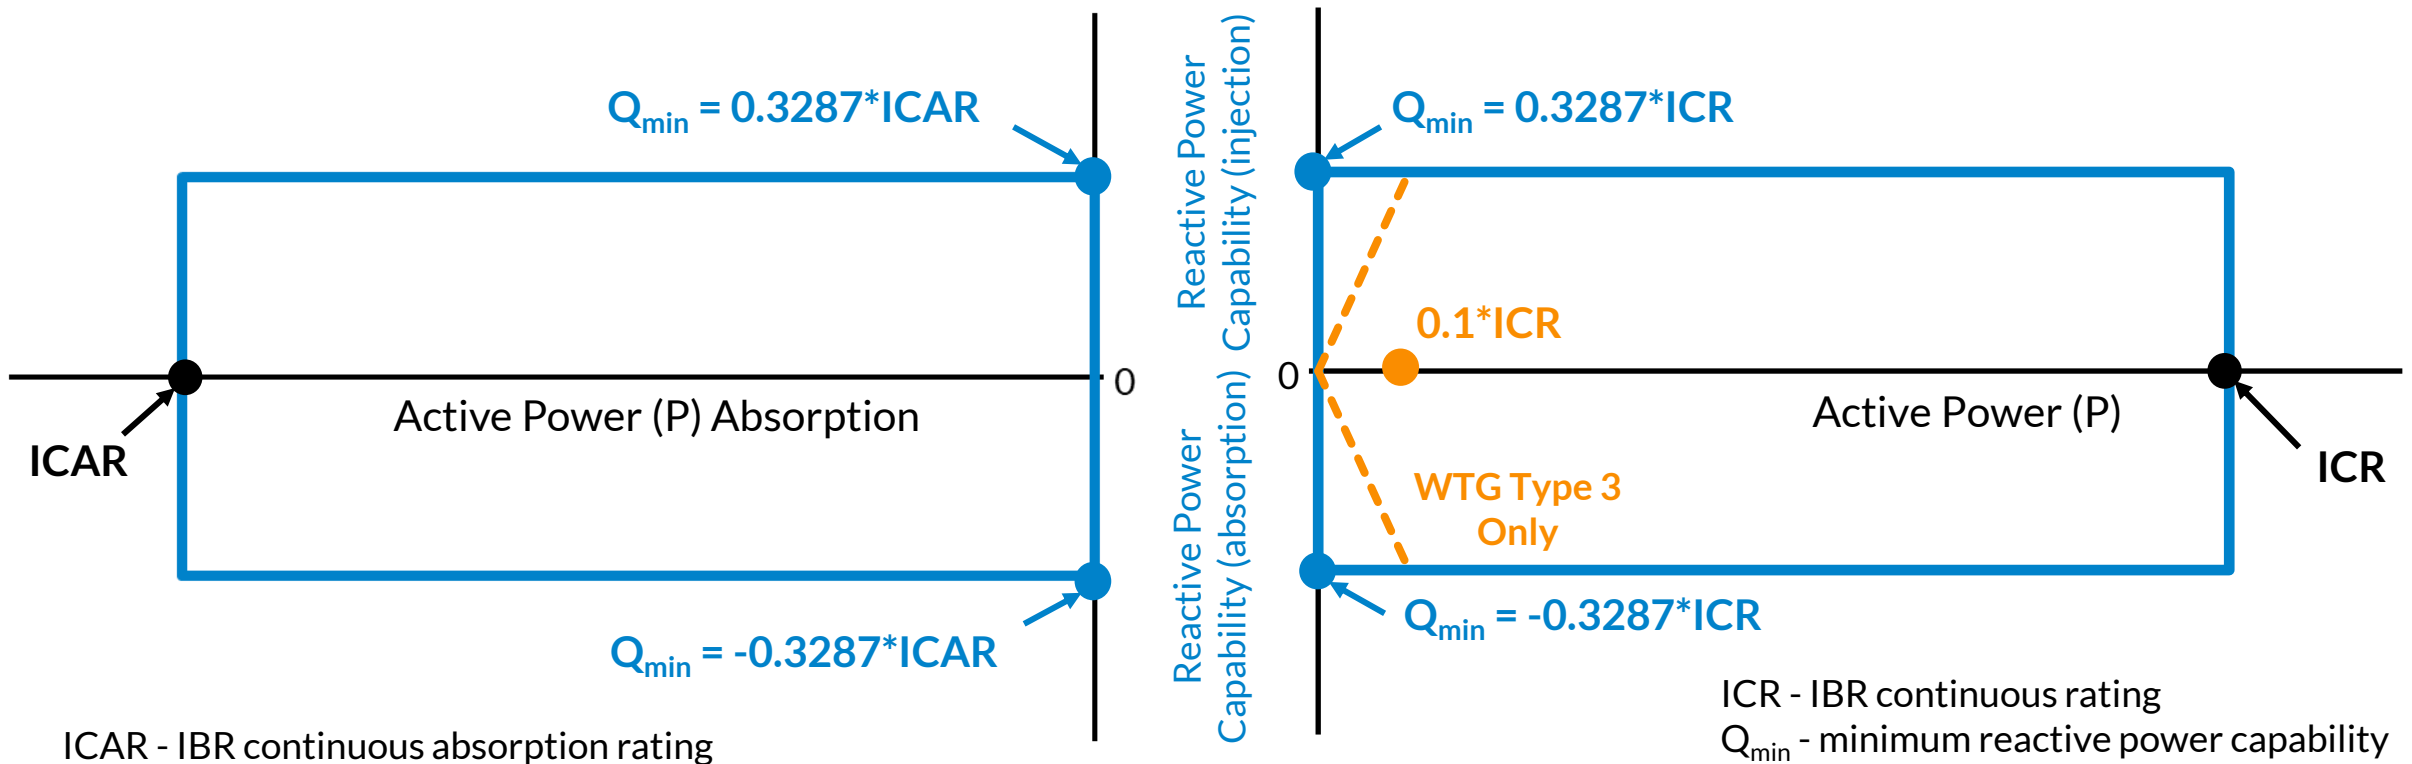 Qmin = 0.3287*ICAR
0
Active Power (P) Absorption
ICAR
Qmin = -0.3287*ICAR
ICAR - IBR continuous absorption rating
Reactive Power
Capability (injection)
Reactive Power
Capability (absorption)
Qmin = 0.3287*ICR
0.1*ICR
0
Active Power (P)
ICR
WTG Type 3
Only
Qmin = -0.3287*ICR
ICR - IBR continuous rating
Qmin - minimum reactive power capability